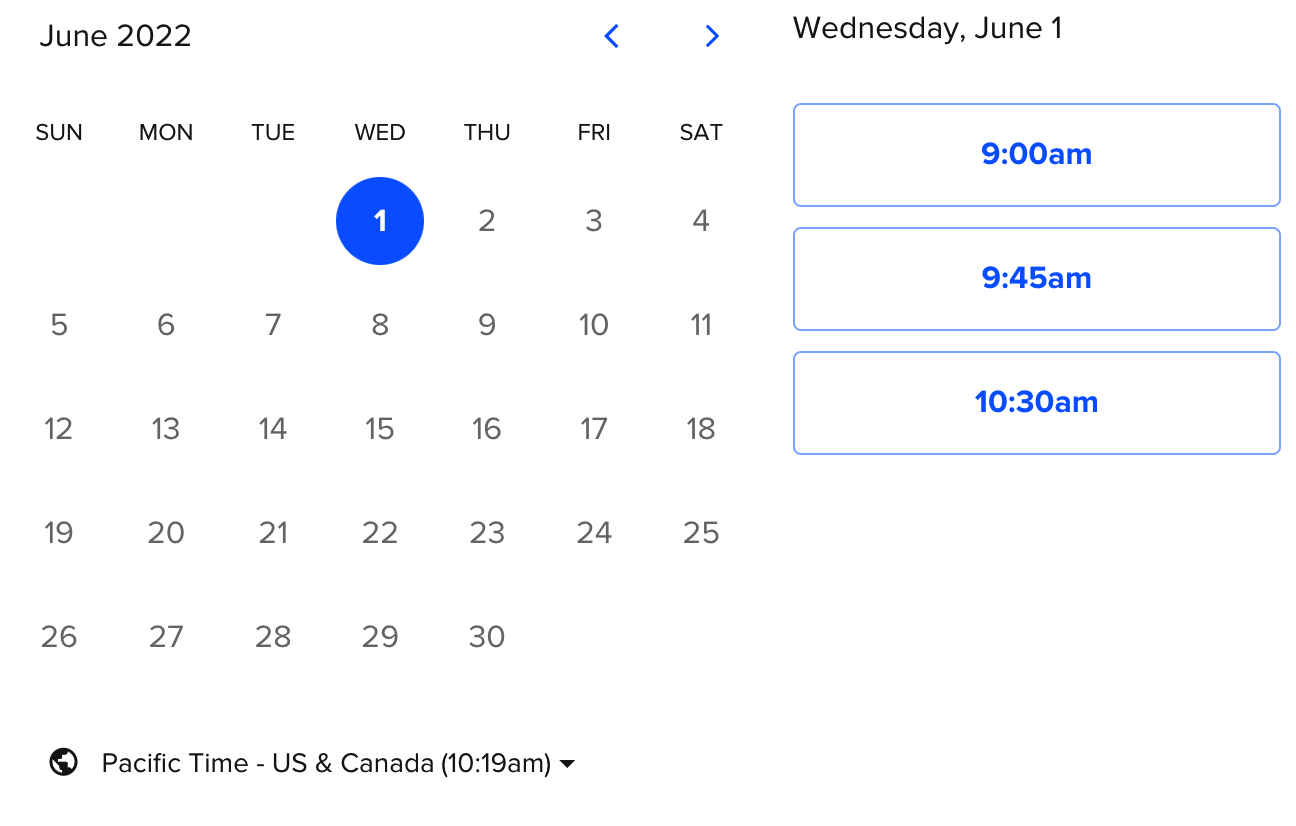 June 2022
SUN MON TUE WED THU FRI SAT
1 2 3 4
5 6 7 8 9 10 11
12 13 14 15 16 17 18
19 20 21 22 23 24 25
26 27 28 29 30
Pacific Time - US & Canada (10:19am)
Wednesday, June 1
9:00am
9:45am
10:30am